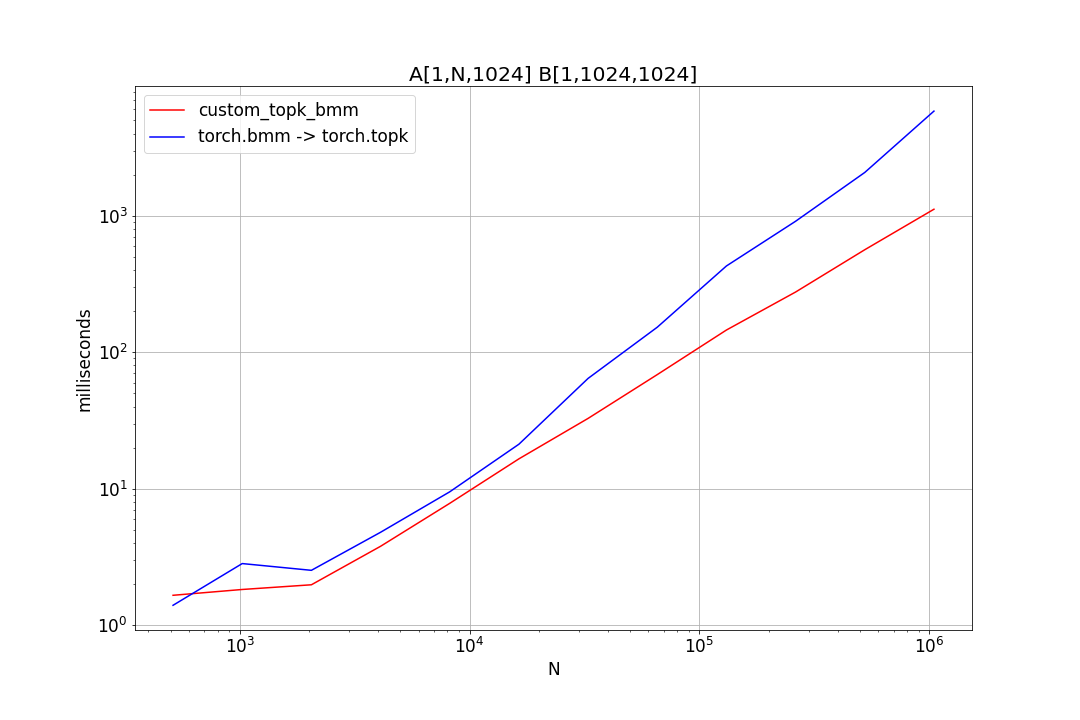 A[1,N,1024] B[1,1024,1024]
custom_topk_bmm
torch.bmm -> torch.topk
milliseconds
10³
10²
10¹
10⁰
10³ 10⁴ 10⁵ 10⁶
N